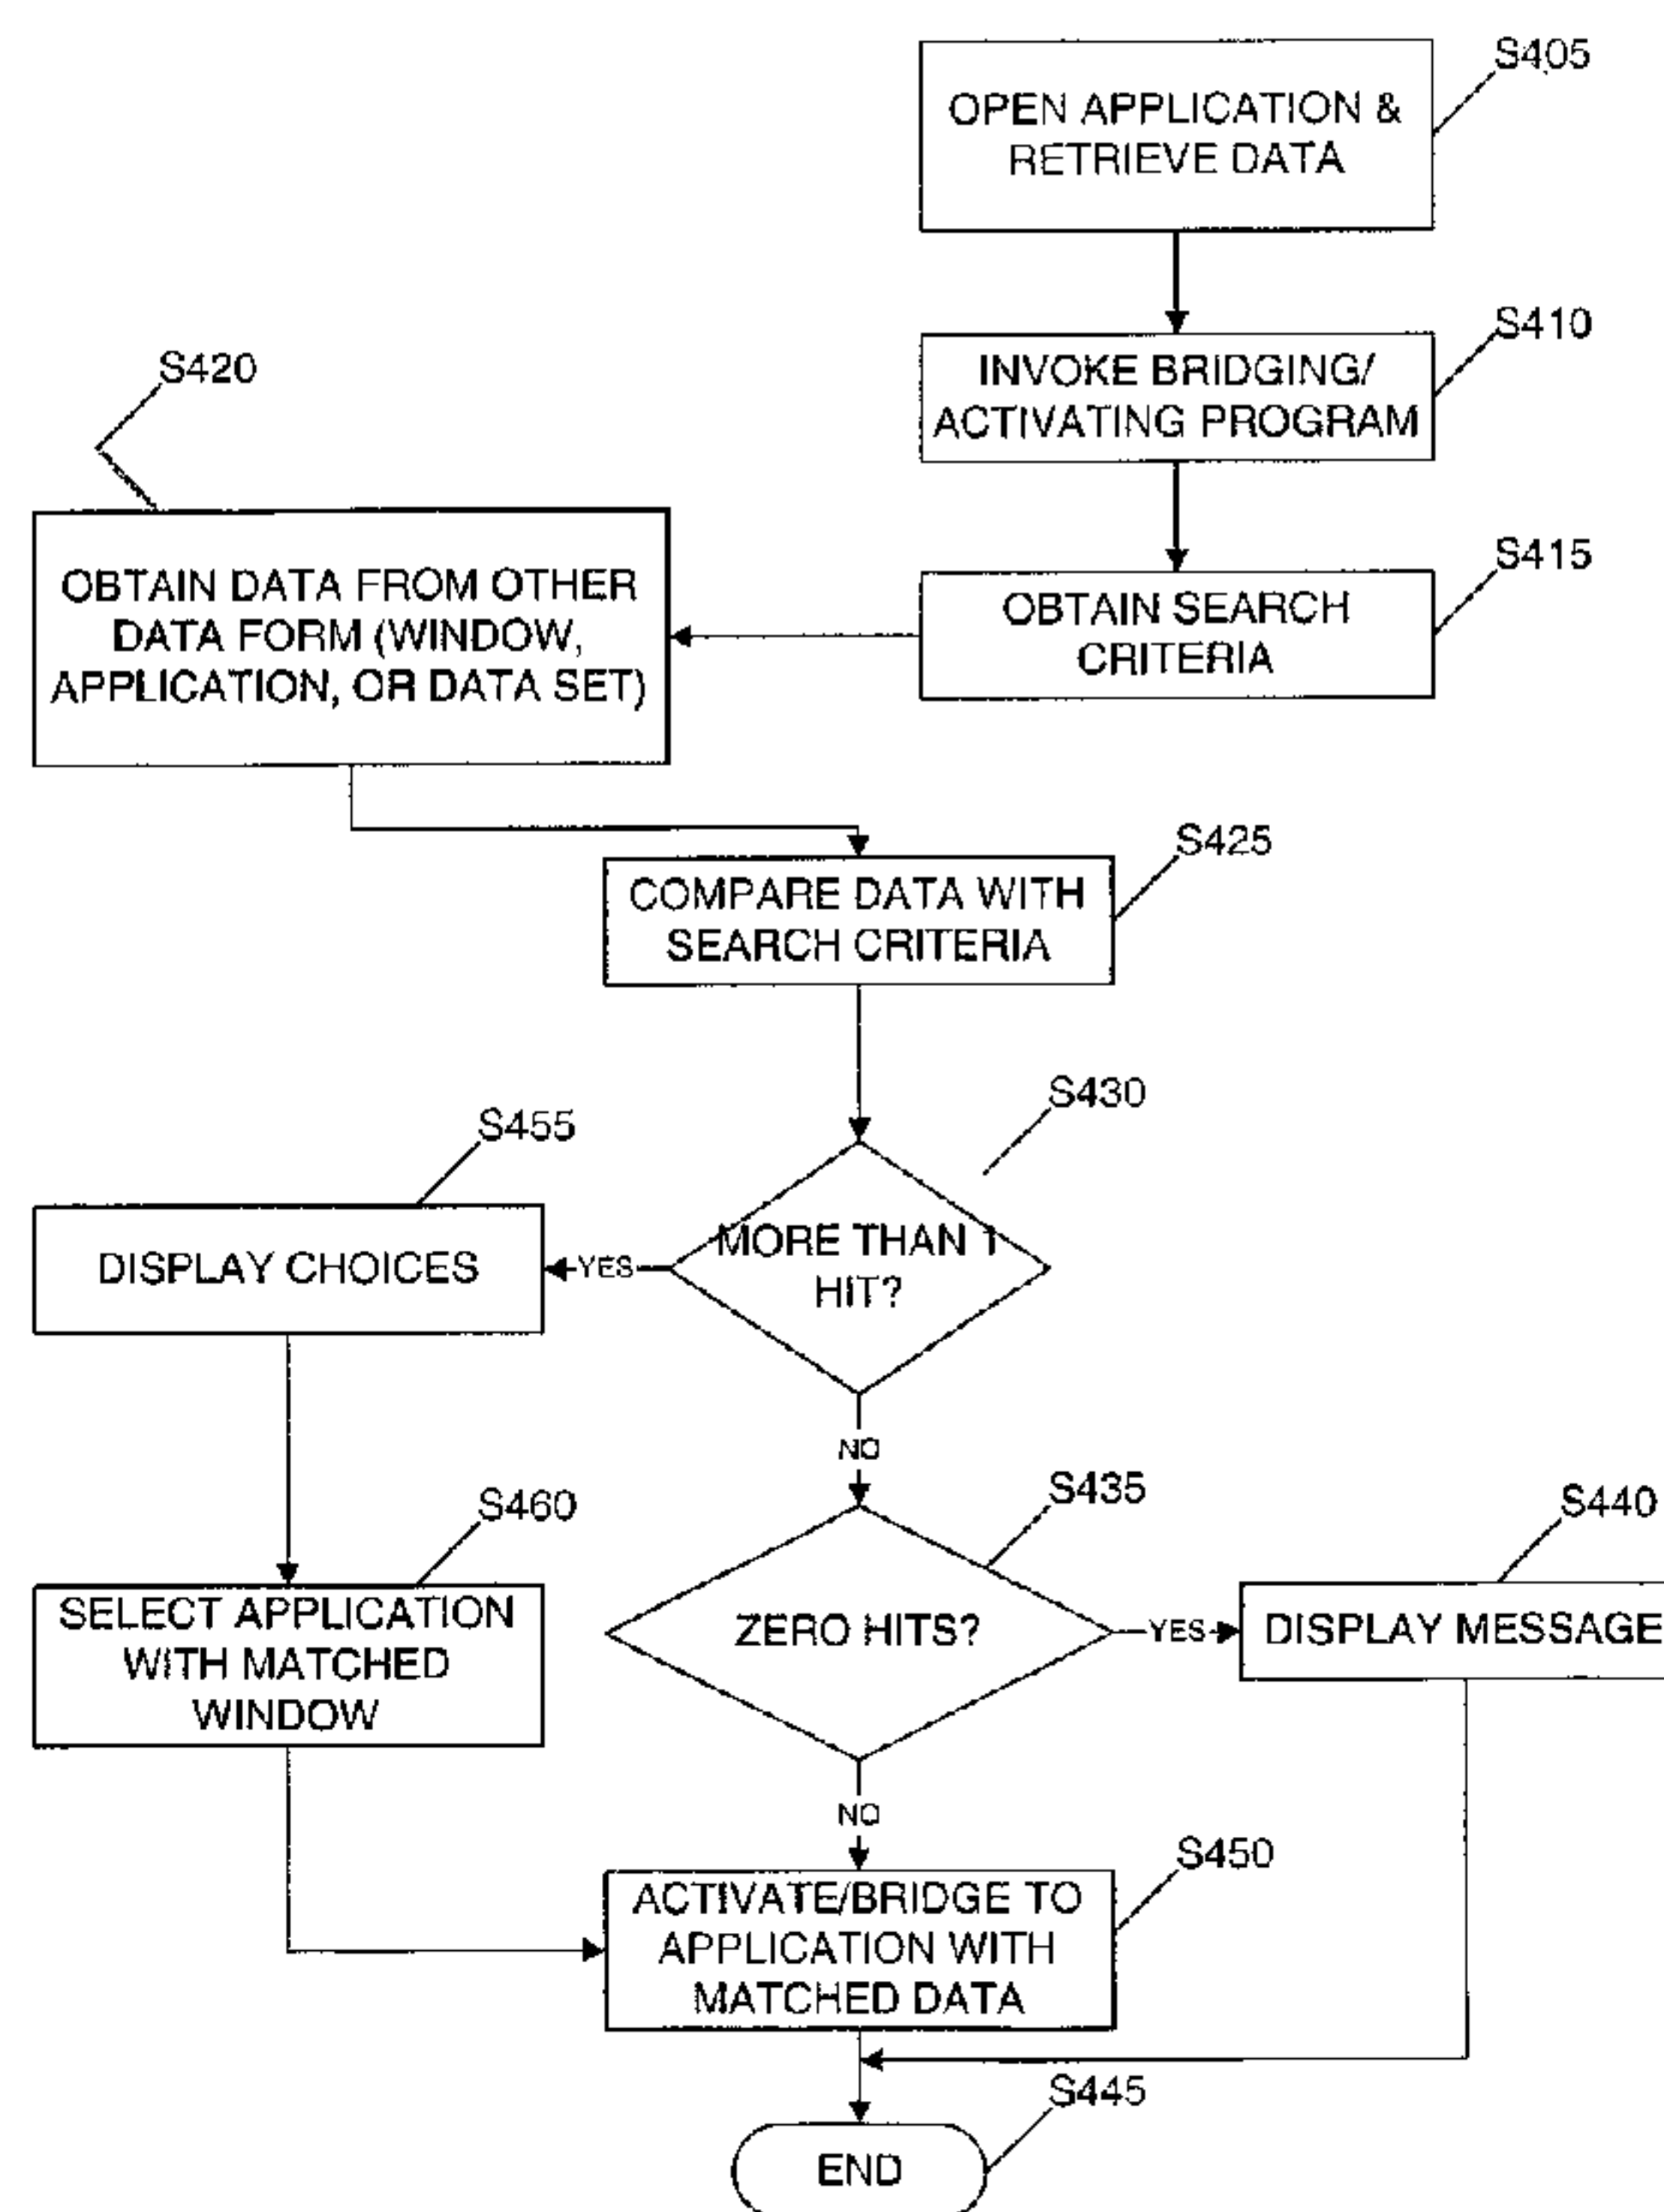 S405
OPEN APPLICATION &
RETRIEVE DATA
S410
INVOKE BRIDGING/
ACTIVATING PROGRAM
S415
OBTAIN SEARCH
CRITERIA
S420
OBTAIN DATA FROM OTHER
DATA FORM (WINDOW,
APPLICATION, OR DATA SET)
S425
COMPARE DATA WITH
SEARCH CRITERIA
S430
MORE THAN 1
HIT?
YES
S455
DISPLAY CHOICES
NO
S460
SELECT APPLICATION
WITH MATCHED
WINDOW
S435
ZERO HITS?
YES
S440
DISPLAY MESSAGE
NO
S450
ACTIVATE/BRIDGE TO
APPLICATION WITH
MATCHED DATA
S445
END